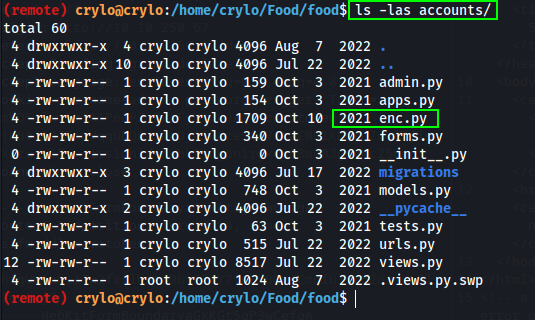 (remote) crylo@crylo:/home/crylo/Food/food$ ls -las accounts/
total 60
 4 drwxrwxr-x  4 crylo crylo 4096 Aug  7  2022 .
 4 drwxrwxr-x 10 crylo crylo 4096 Jul 22  2022 ..
 4 -rw-rw-r--  1 crylo crylo  159 Oct  3  2021 admin.py
 4 -rw-rw-r--  1 crylo crylo  154 Oct  3  2021 apps.py
 4 -rw-rw-r--  1 crylo crylo 1709 Oct 10  2021 enc.py
 4 -rw-rw-r--  1 crylo crylo  340 Oct  3  2021 forms.py
 0 -rw-rw-r--  1 crylo crylo    0 Oct  3  2021 __init__.py
 4 drwxrwxr-x  3 crylo crylo 4096 Jul 17  2022 migrations
 4 -rw-rw-r--  1 crylo crylo  748 Oct  3  2021 models.py
 4 drwxrwxr-x  2 crylo crylo 4096 Jul 22  2022 __pycache__
 4 -rw-rw-r--  1 crylo crylo   63 Oct  3  2021 tests.py
 4 -rw-rw-r--  1 crylo crylo  515 Jul 22  2022 urls.py
12 -rw-rw-r--  1 crylo crylo 8517 Jul 22  2022 views.py
 4 -rw-r--r--  1 root  root  1024 Aug  7  2022 .views.py.swp
(remote) crylo@crylo:/home/crylo/Food/food$